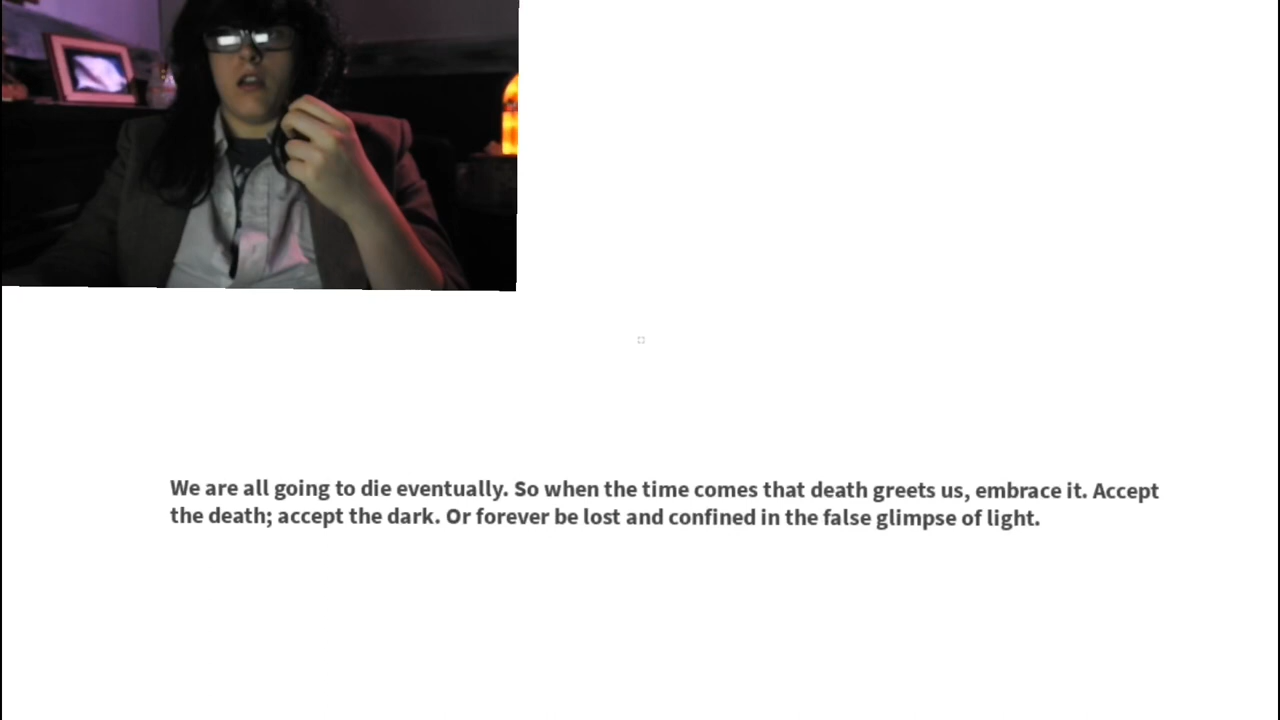 We are all going to die eventually. So when the time comes that death greets us, embrace it. Accept
the death; accept the dark. Or forever be lost and confined in the false glimpse of light.